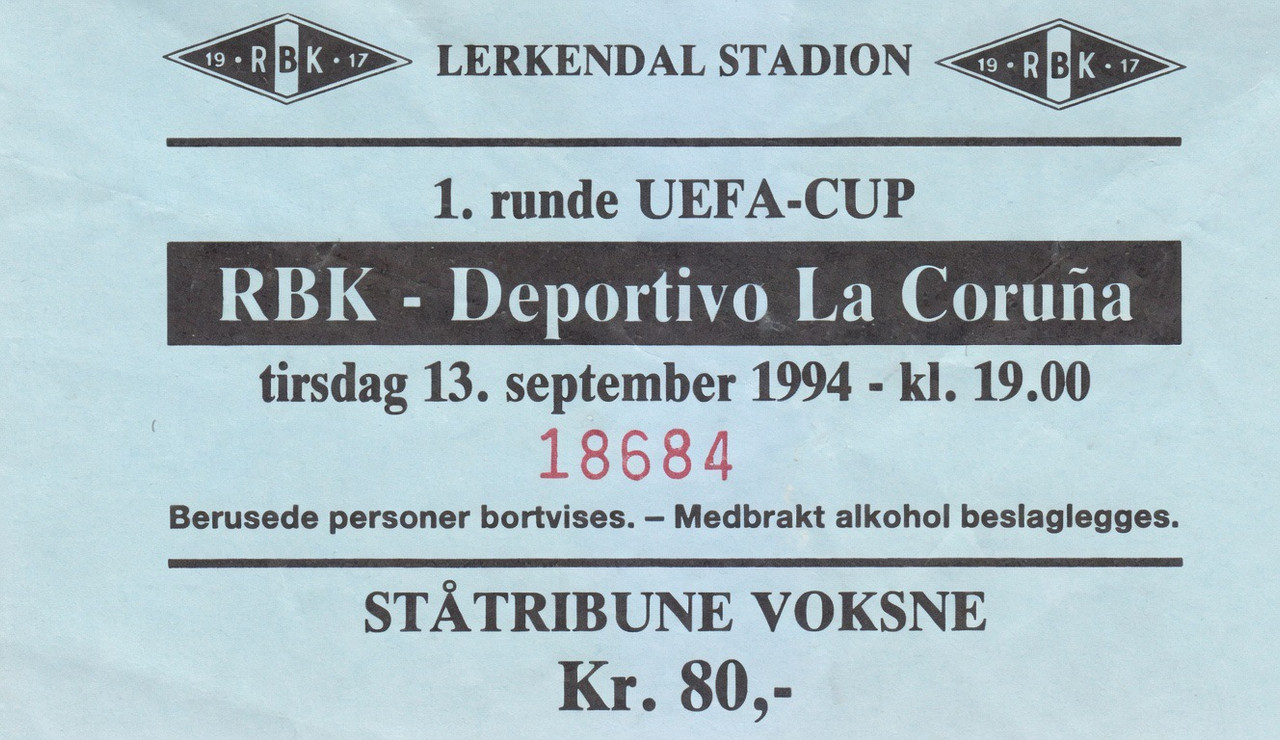 19 • RBK • 17 LERKENDAL STADION 19 • RBK • 17
1. runde UEFA-CUP
RBK - Deportivo La Coruña
tirsdag 13. september 1994 - kl. 19.00
18684
Berusede personer bortvises. – Medbrakt alkohol beslaglegges.
STÅTRIBUNE VOKSNE
Kr. 80,-